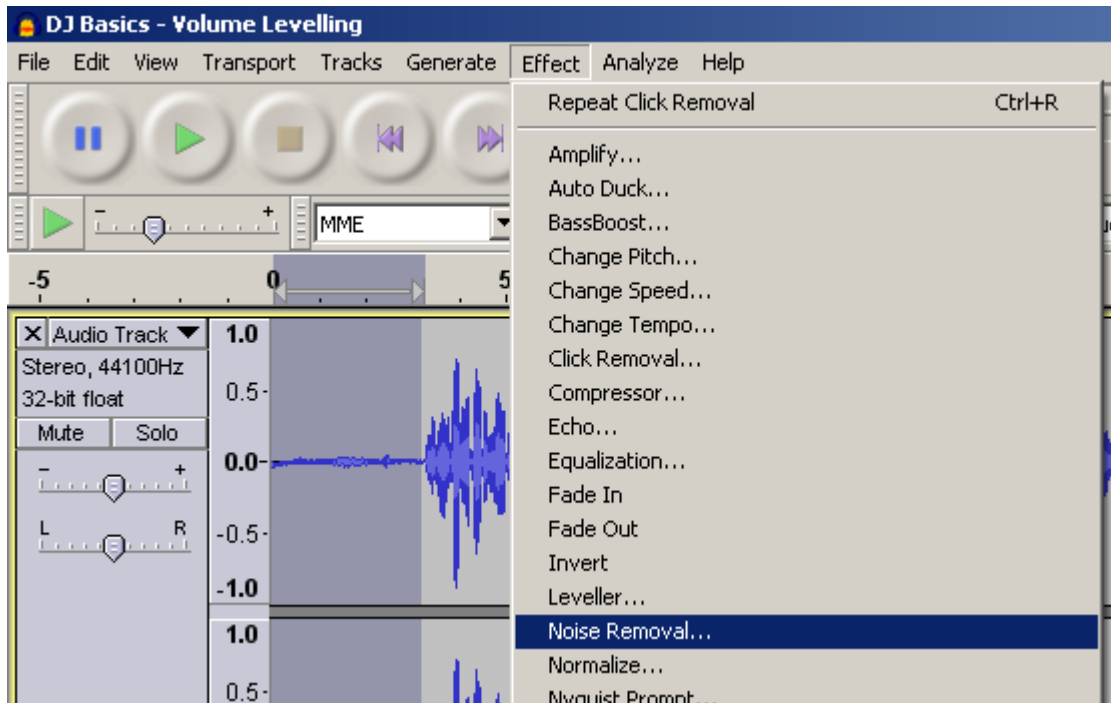 DJ Basics - Volume Levelling
File Edit View Transport Tracks Generate Effect Analyze Help
Repeat Click Removal Ctrl+R
Amplify...
Auto Duck...
BassBoost...
Change Pitch...
Change Speed...
Change Tempo...
Click Removal...
Compressor...
Echo...
Equalization...
Fade In
Fade Out
Invert
Leveller...
Noise Removal...
Normalize...
Nyquist Prompt...
- + MME
-5 0 5
X Audio Track
Stereo, 44100Hz
32-bit float
Mute Solo
- +
L R
1.0
0.5
0.0
-0.5
-1.0
1.0
0.5